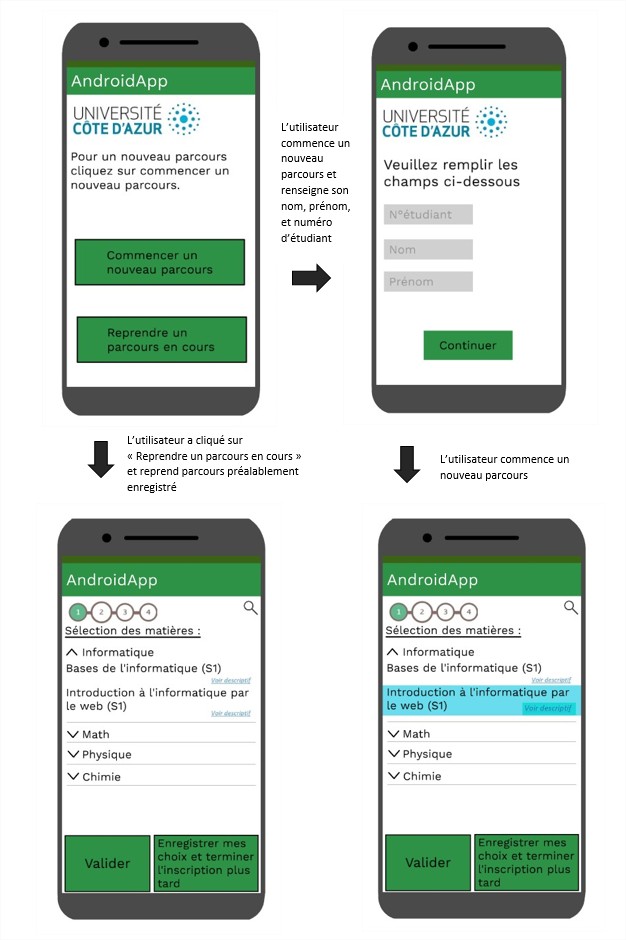 AndroidApp
UNIVERSITÉ
CÔTE D'AZUR
Pour un nouveau parcours
cliquez sur commencer un
nouveau parcours.
Commencer un
nouveau parcours
Reprendre un
parcours en cours
L'utilisateur
commence un
nouveau
parcours et
renseigne son
nom, prénom,
et numéro
d'étudiant
AndroidApp
UNIVERSITÉ
CÔTE D'AZUR
Veuillez remplir les
champs ci-dessous
N°étudiant
Nom
Prénom
Continuer
L'utilisateur a cliqué sur
« Reprendre un parcours en cours »
et reprend parcours préalablement
enregistré
L'utilisateur commence un
nouveau parcours
AndroidApp
1 2 3 4
Sélection des matières :
Informatique
Bases de l'informatique (S1)
Voir descriptif
Introduction à l'informatique par
le web (S1)
Voir descriptif
Math
Physique
Chimie
Valider
Enregistrer mes
choix et terminer
l'inscription plus
tard
AndroidApp
1 2 3 4
Sélection des matières :
Informatique
Bases de l'informatique (S1)
Voir descriptif
Introduction à l'informatique par
le web (S1)
Voir descriptif
Math
Physique
Chimie
Valider
Enregistrer mes
choix et terminer
l'inscription plus
tard